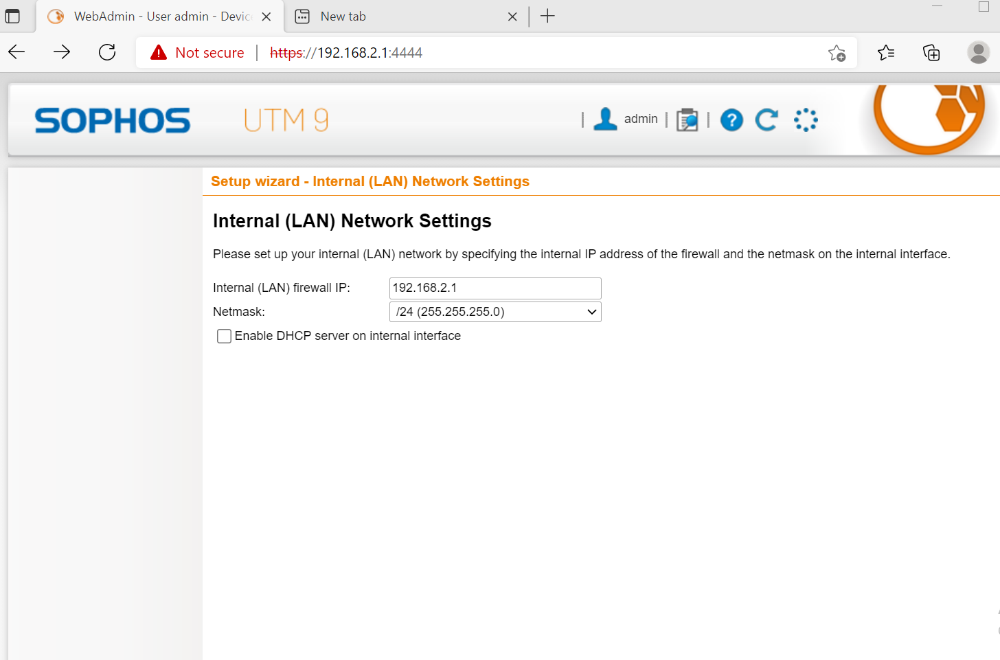 WebAdmin - User admin - Devic
New tab
Not secure | https://192.168.2.1:4444
SOPHOS UTM 9
| admin | |
Setup wizard - Internal (LAN) Network Settings
Internal (LAN) Network Settings
Please set up your internal (LAN) network by specifying the internal IP address of the firewall and the netmask on the internal interface.
Internal (LAN) firewall IP: 192.168.2.1
Netmask: /24 (255.255.255.0)
Enable DHCP server on internal interface